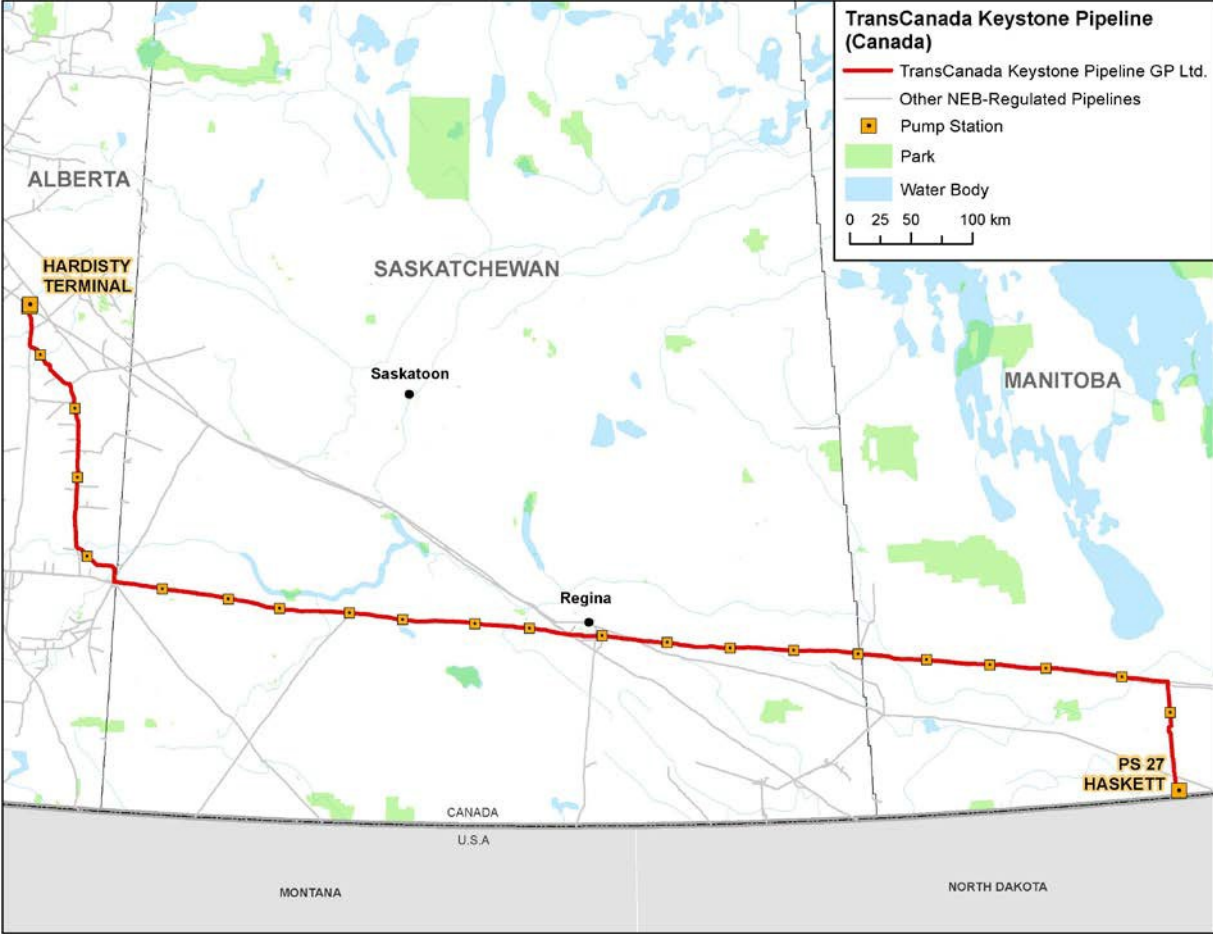 TransCanada Keystone Pipeline
(Canada)
TransCanada Keystone Pipeline GP Ltd.
Other NEB-Regulated Pipelines
Pump Station
Park
Water Body
0 25 50 100 km
ALBERTA
HARDISTY
TERMINAL
SASKATCHEWAN
Saskatoon
MANITOBA
Regina
PS 27
HASKETT
CANADA
U.S.A
MONTANA
NORTH DAKOTA